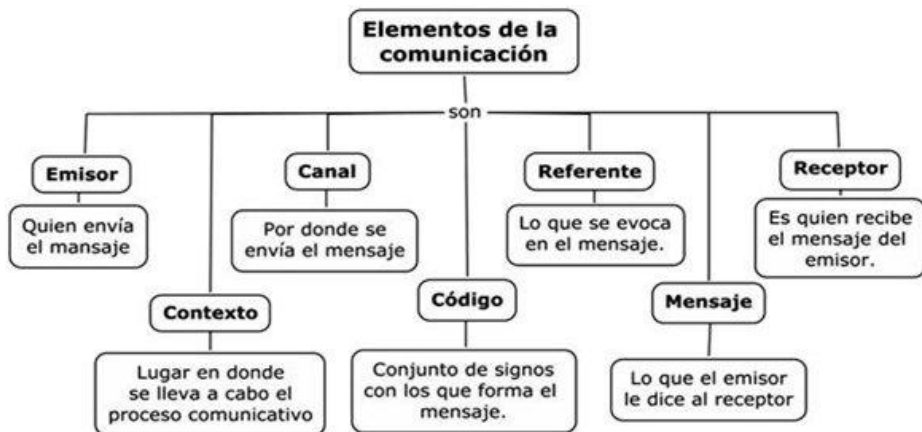 Elementos de la
comunicación
son
Emisor
Quien envía
el mansaje
Contexto
Lugar en donde
se lleva a cabo el
proceso comunicativo
Canal
Por donde se
envía el mensaje
Código
Conjunto de signos
con los que forma el
mensaje.
Referente
Lo que se evoca
en el mensaje.
Mensaje
Lo que el emisor
le dice al receptor
Receptor
Es quien recibe
el mensaje del
emisor.